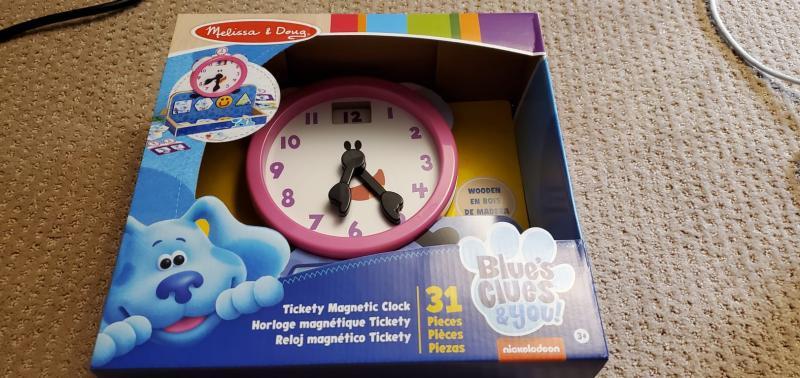 Melissa & Doug
11
12
1
10
2
9
3
8
4
7
6
WOODEN
EN BOIS
DE MADERA
Tickety Magnetic Clock
Horloge magnétique Tickety
Reloj magnético Tickety
31
Pieces
Pièces
Piezas
Blue's
Clues
& YOU!
nickelodeon
3+